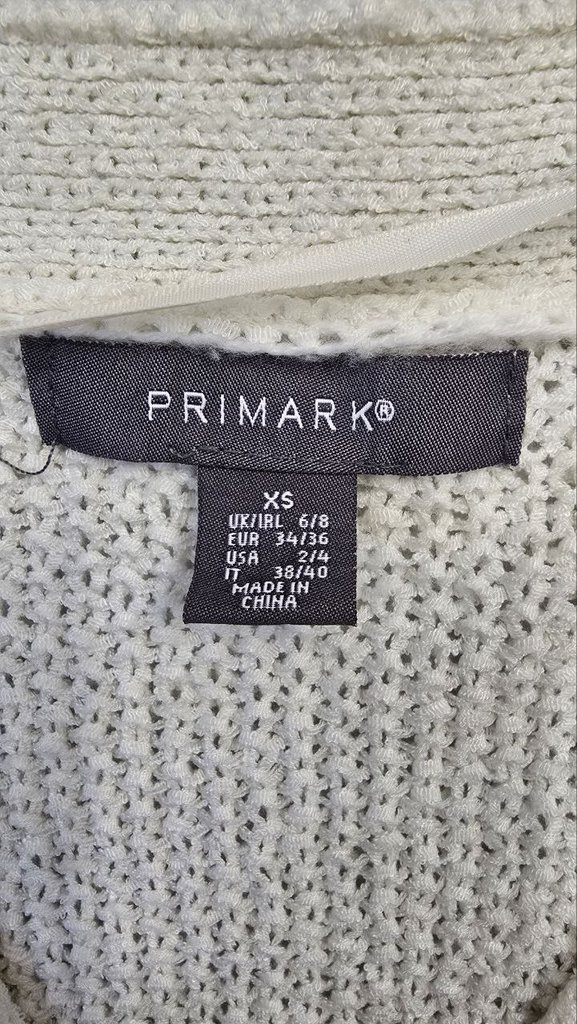 PRIMARK®
XS
UK/IRL 6/8
EUR 34/36
USA 2/4
IT 38/40
MADE IN
CHINA